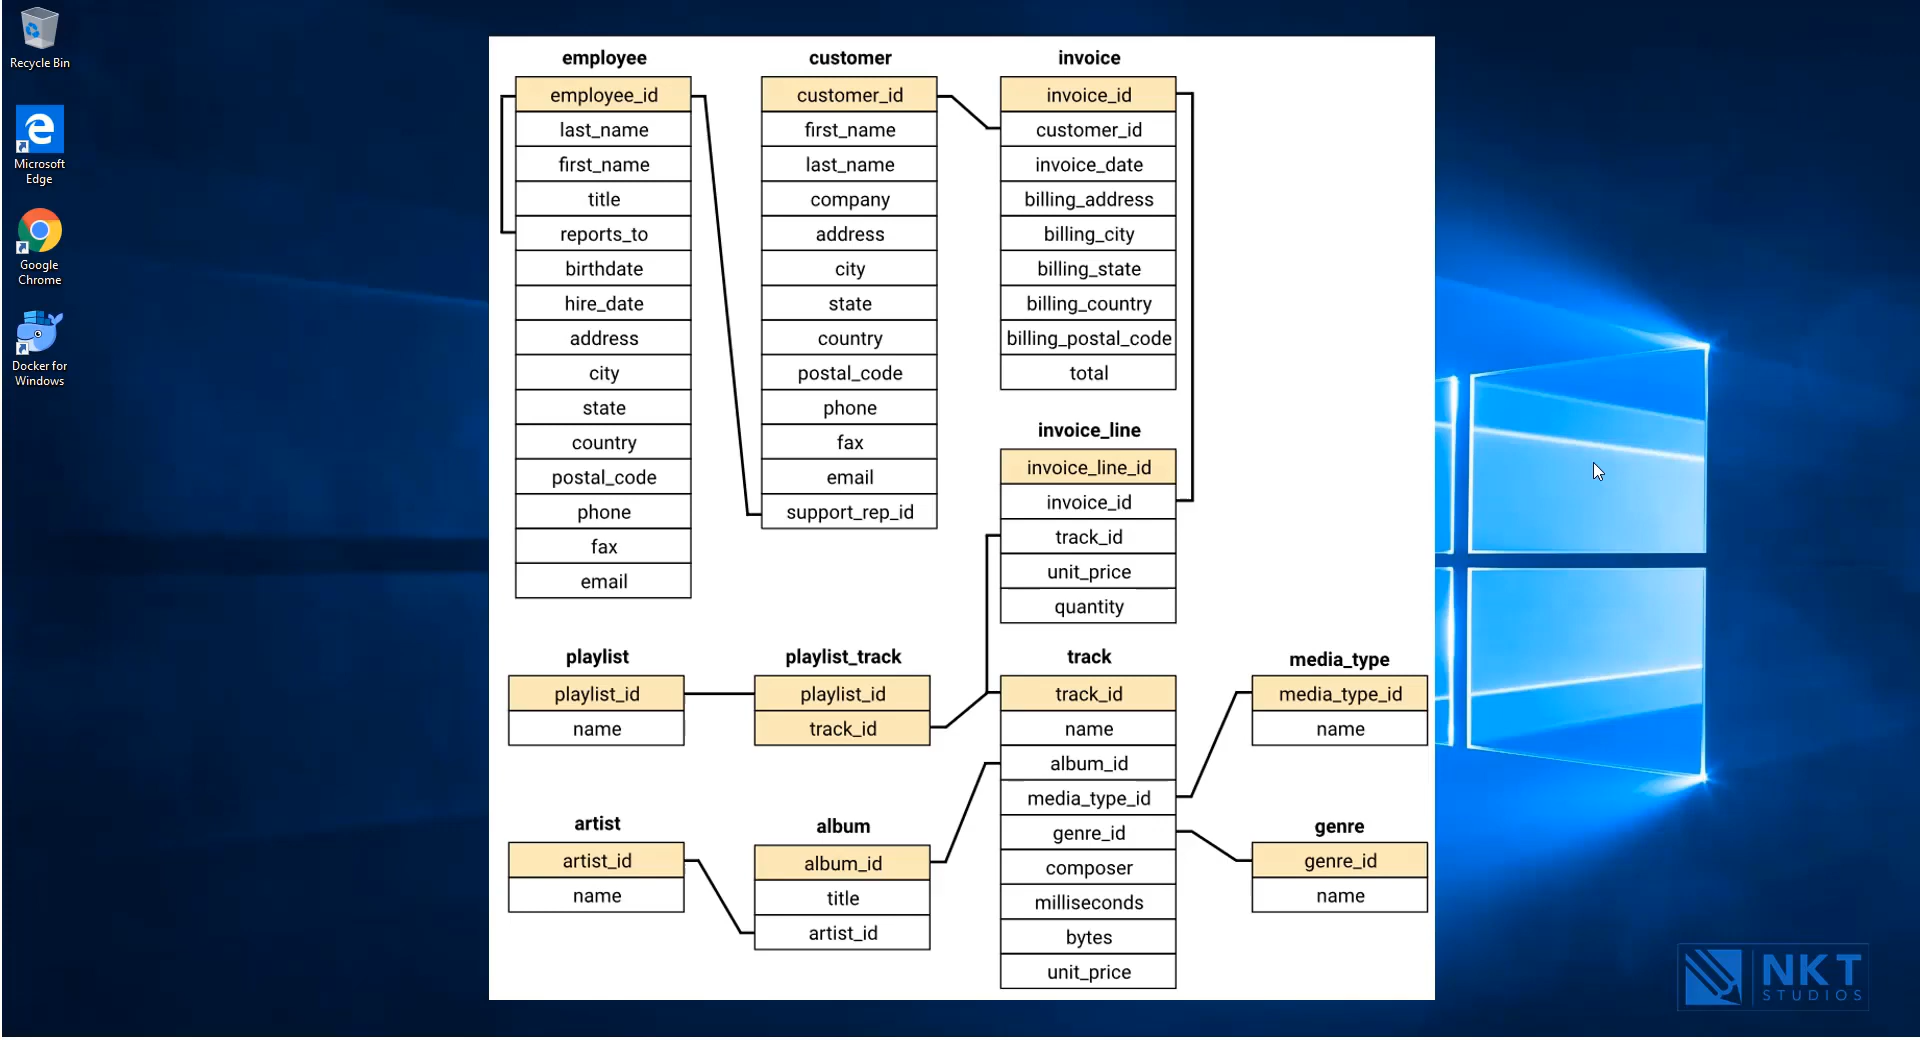 Recycle Bin
Microsoft
Edge
Google
Chrome
Docker for
Windows
employee
employee_id
last_name
first_name
title
reports_to
birthdate
hire_date
address
city
state
country
postal_code
phone
fax
email
customer
customer_id
first_name
last_name
company
address
city
state
country
postal_code
phone
fax
email
support_rep_id
invoice
invoice_id
customer_id
invoice_date
billing_address
billing_city
billing_state
billing_country
billing_postal_code
total
invoice_line
invoice_line_id
invoice_id
track_id
unit_price
quantity
playlist
playlist_id
name
playlist_track
playlist_id
track_id
track
track_id
name
album_id
media_type_id
genre_id
composer
milliseconds
bytes
unit_price
media_type
media_type_id
name
artist
artist_id
name
album
album_id
title
artist_id
genre
genre_id
name
NKT
STUDIOS